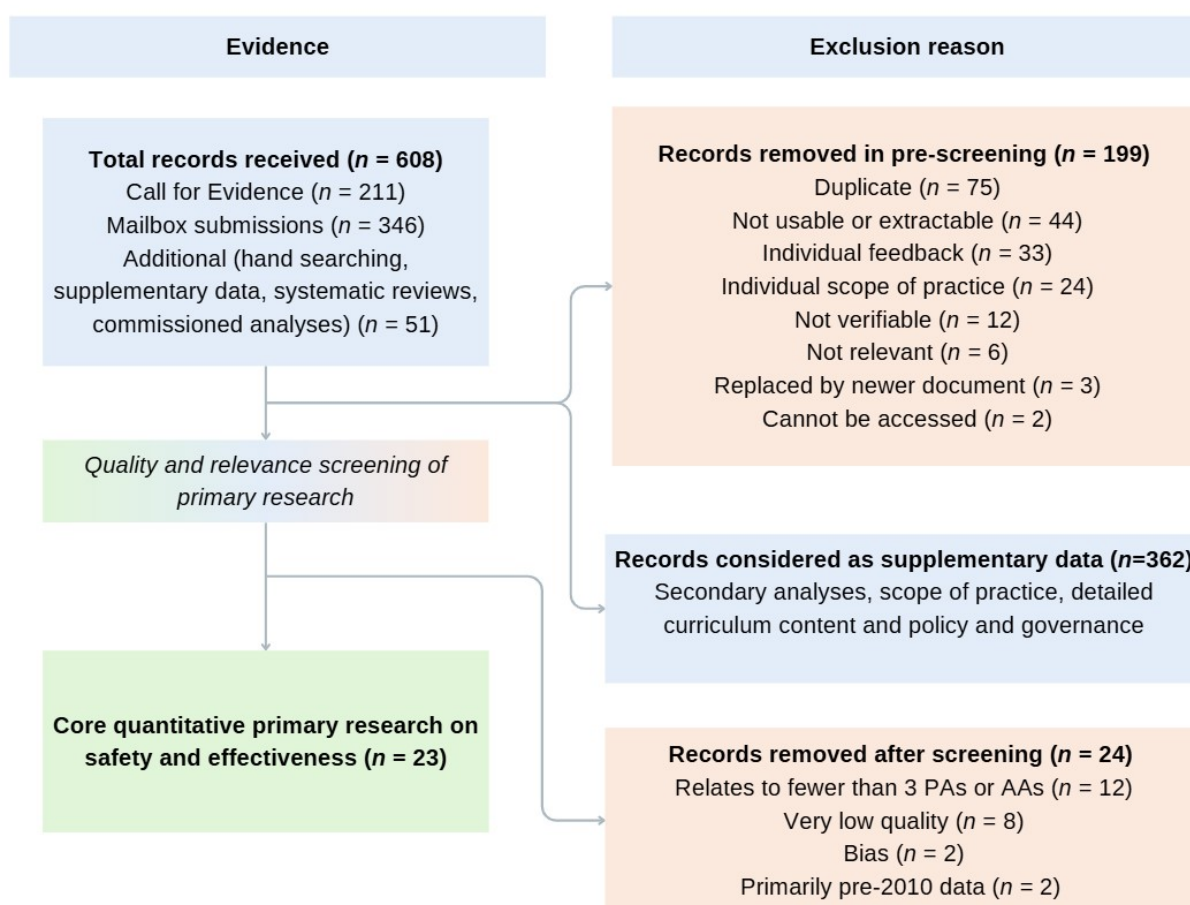 Evidence
Total records received (n = 608)
Call for Evidence (n = 211)
Mailbox submissions (n = 346)
Additional (hand searching,
supplementary data, systematic reviews,
commissioned analyses) (n = 51)
Quality and relevance screening of
primary research
Core quantitative primary research on
safety and effectiveness (n = 23)
Exclusion reason
Records removed in pre-screening (n = 199)
Duplicate (n = 75)
Not usable or extractable (n = 44)
Individual feedback (n = 33)
Individual scope of practice (n = 24)
Not verifiable (n = 12)
Not relevant (n = 6)
Replaced by newer document (n = 3)
Cannot be accessed (n = 2)
Records considered as supplementary data (n=362)
Secondary analyses, scope of practice, detailed
curriculum content and policy and governance
Records removed after screening (n = 24)
Relates to fewer than 3 PAs or AAs (n = 12)
Very low quality (n = 8)
Bias (n = 2)
Primarily pre-2010 data (n = 2)